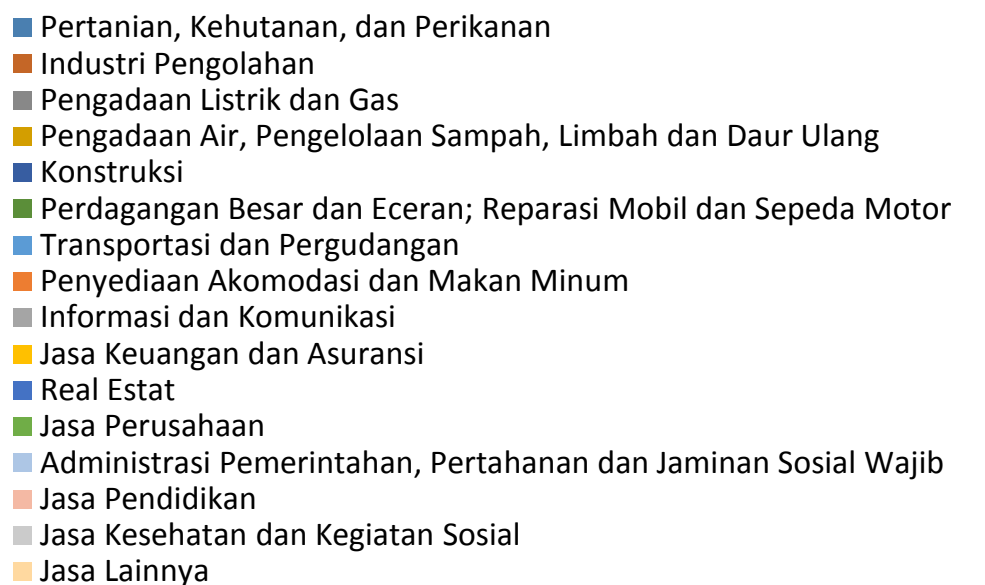 Pertanian, Kehutanan, dan Perikanan
Industri Pengolahan
Pengadaan Listrik dan Gas
Pengadaan Air, Pengelolaan Sampah, Limbah dan Daur Ulang
Konstruksi
Perdagangan Besar dan Eceran; Reparasi Mobil dan Sepeda Motor
Transportasi dan Pergudangan
Penyediaan Akomodasi dan Makan Minum
Informasi dan Komunikasi
Jasa Keuangan dan Asuransi
Real Estat
Jasa Perusahaan
Administrasi Pemerintahan, Pertahanan dan Jaminan Sosial Wajib
Jasa Pendidikan
Jasa Kesehatan dan Kegiatan Sosial
Jasa Lainnya